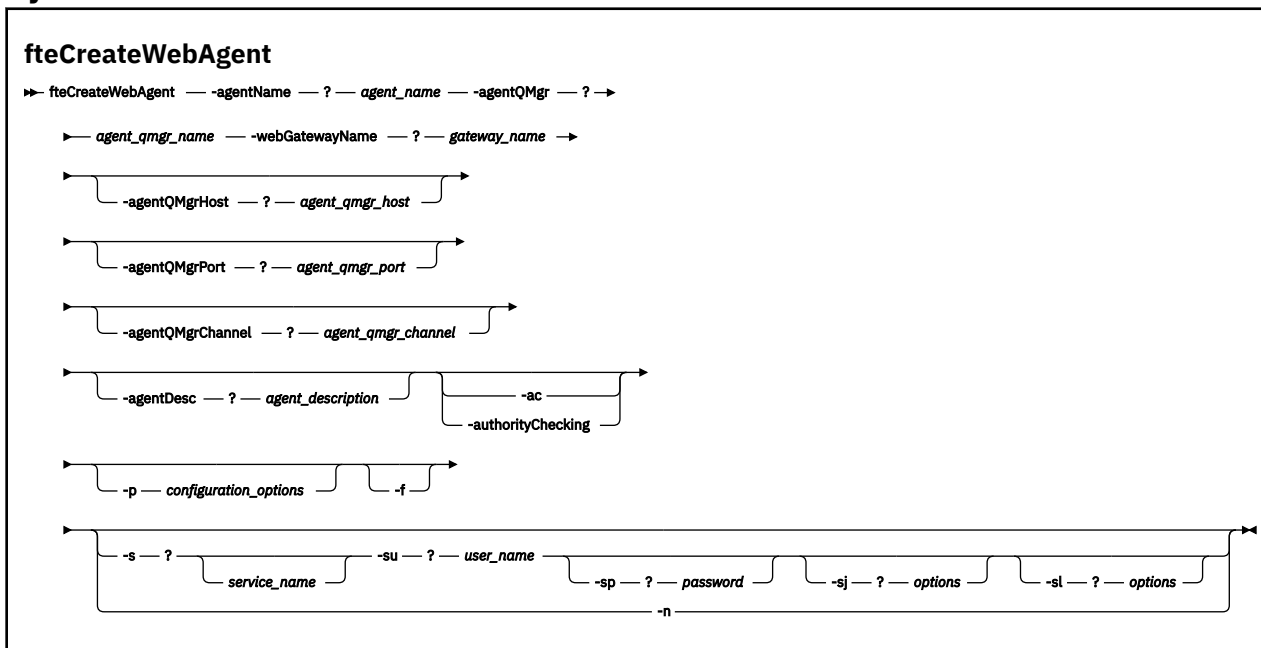 fteCreateWebAgent
fteCreateWebAgent -agentName ? agent_name -agentQMgr ?
agent_qmgr_name -webGatewayName ? gateway_name
-agentQMgrHost ? agent_qmgr_host
-agentQMgrPort ? agent_qmgr_port
-agentQMgrChannel ? agent_qmgr_channel
-agentDesc ? agent_description -ac
-authorityChecking
-p configuration_options -f
-s ? service_name -su ? user_name -sp ? password -sj ? options -sl ? options
-n